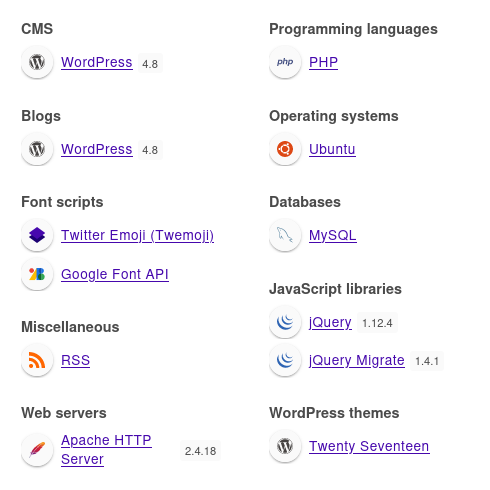 CMS
WordPress 4.8
Blogs
WordPress 4.8
Font scripts
Twitter Emoji (Twemoji)
Google Font API
Miscellaneous
RSS
Web servers
Apache HTTP
Server 2.4.18
Programming languages
php PHP
Operating systems
Ubuntu
Databases
MySQL
JavaScript libraries
jQuery 1.12.4
jQuery Migrate 1.4.1
WordPress themes
Twenty Seventeen